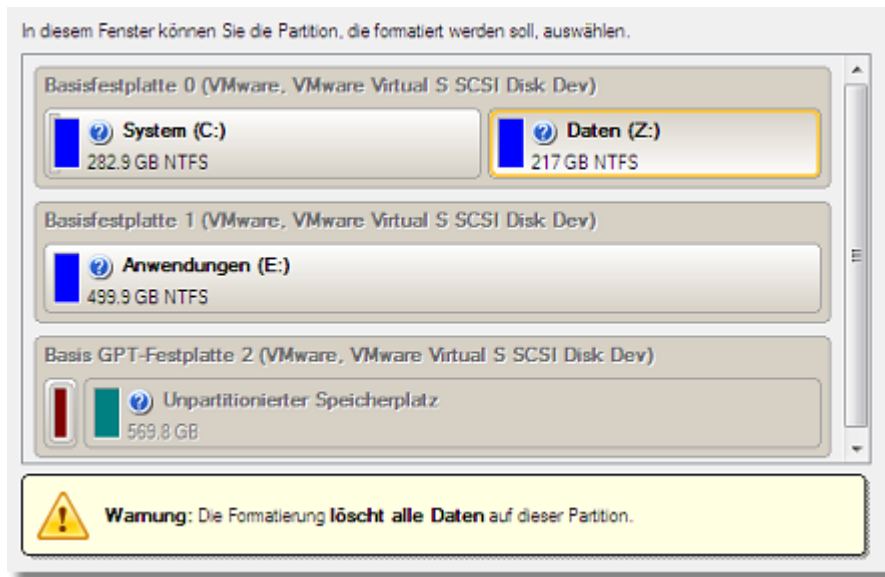 In diesem Fenster können Sie die Partition, die formatiert werden soll, auswählen.
Basisfestplatte 0 (VMware, VMware Virtual S SCSI Disk Dev)
System (C:)
282.9 GB NTFS
Daten (Z:)
217 GB NTFS
Basisfestplatte 1 (VMware, VMware Virtual S SCSI Disk Dev)
Anwendungen (E:)
499.9 GB NTFS
Basis GPT-Festplatte 2 (VMware, VMware Virtual S SCSI Disk Dev)
Unpartitionierter Speicherplatz
569.8 GB
Warnung: Die Formatierung löscht alle Daten auf dieser Partition.